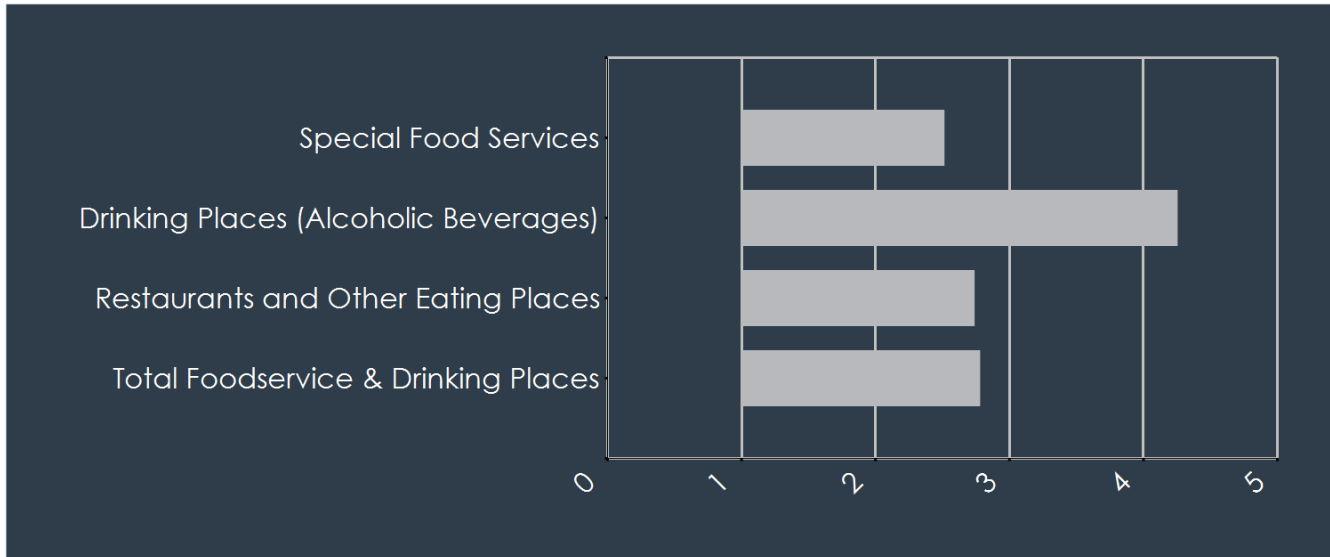 Special Food Services
Drinking Places (Alcoholic Beverages)
Restaurants and Other Eating Places
Total Foodservice & Drinking Places
0 1 2 3 4 5